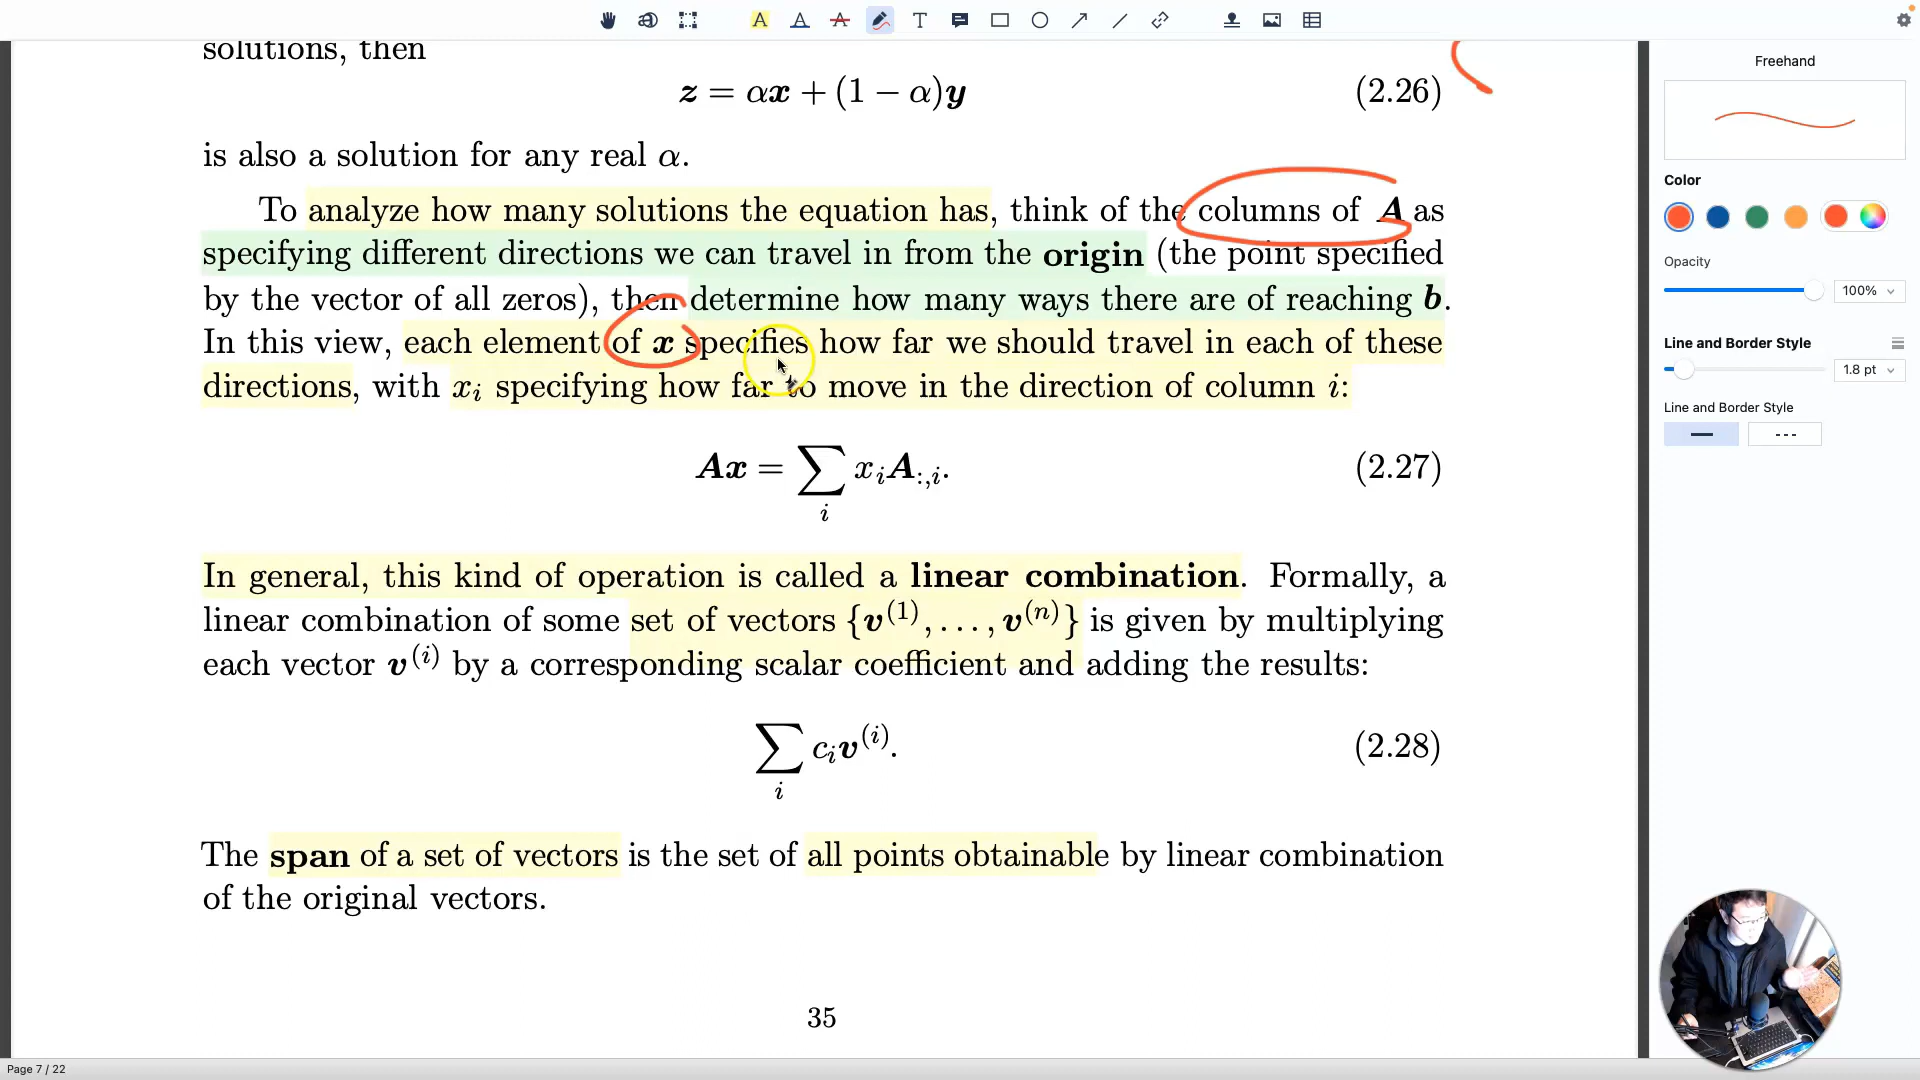 solutions, then
z = αx + (1 − α)y (2.26)
is also a solution for any real α.
To analyze how many solutions the equation has, think of the columns of A as
specifying different directions we can travel in from the origin (the point specified
by the vector of all zeros), then determine how many ways there are of reaching b.
In this view, each element of x specifies how far we should travel in each of these
directions, with xᵢ specifying how far to move in the direction of column i:
Ax = ∑ᵢ xᵢA:,ᵢ. (2.27)
In general, this kind of operation is called a linear combination. Formally, a
linear combination of some set of vectors {v⁽¹⁾, . . . , v⁽ⁿ⁾} is given by multiplying
each vector v⁽ⁱ⁾ by a corresponding scalar coefficient and adding the results:
∑ᵢ cᵢv⁽ⁱ⁾. (2.28)
The span of a set of vectors is the set of all points obtainable by linear combination
of the original vectors.
35
Page 7 / 22
Freehand
Color
Opacity
100%
Line and Border Style
1.8 pt
Line and Border Style